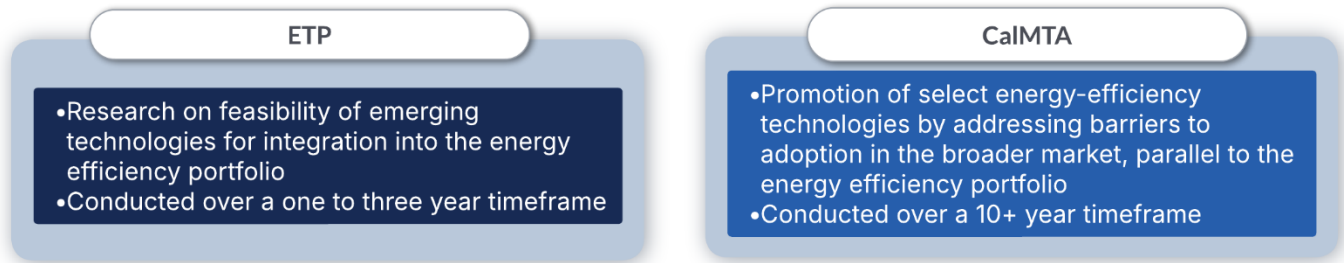 ETP
•Research on feasibility of emerging
technologies for integration into the energy
efficiency portfolio
•Conducted over a one to three year timeframe
CalMTA
•Promotion of select energy-efficiency
technologies by addressing barriers to
adoption in the broader market, parallel to the
energy efficiency portfolio
•Conducted over a 10+ year timeframe